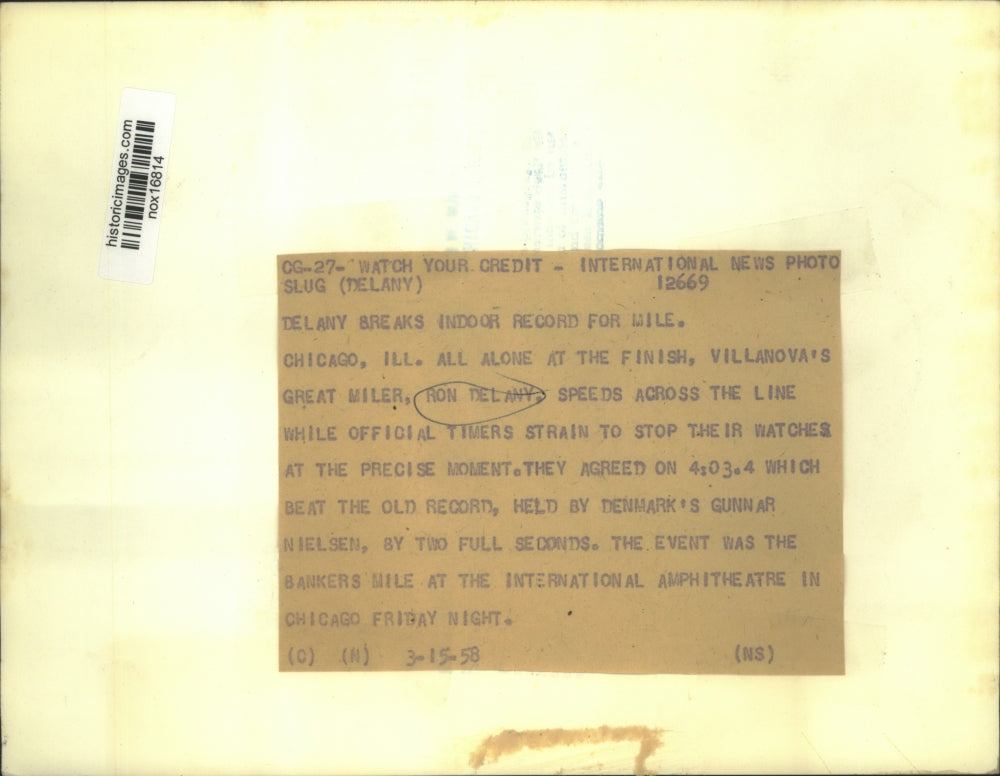 historicimages.com
nox16814
CG-27- WATCH YOUR CREDIT - INTERNATIONAL NEWS PHOTO
SLUG (DELANY) 12669
DELANY BREAKS INDOOR RECORD FOR MILE.
CHICAGO, ILL. ALL ALONE AT THE FINISH, VILLANOVA'S
GREAT MILER, RON DELANY, SPEEDS ACROSS THE LINE
WHILE OFFICIAL TIMERS STRAIN TO STOP THEIR WATCHES
AT THE PRECISE MOMENT.THEY AGREED ON 4:03.4 WHICH
BEAT THE OLD RECORD, HELD BY DENMARK'S GUNNAR
NIELSEN, BY TWO FULL SECONDS. THE EVENT WAS THE
BANKERS MILE AT THE INTERNATIONAL AMPHITHEATRE IN
CHICAGO FRIDAY NIGHT.
(C) (N) 3-15-58 (NS)